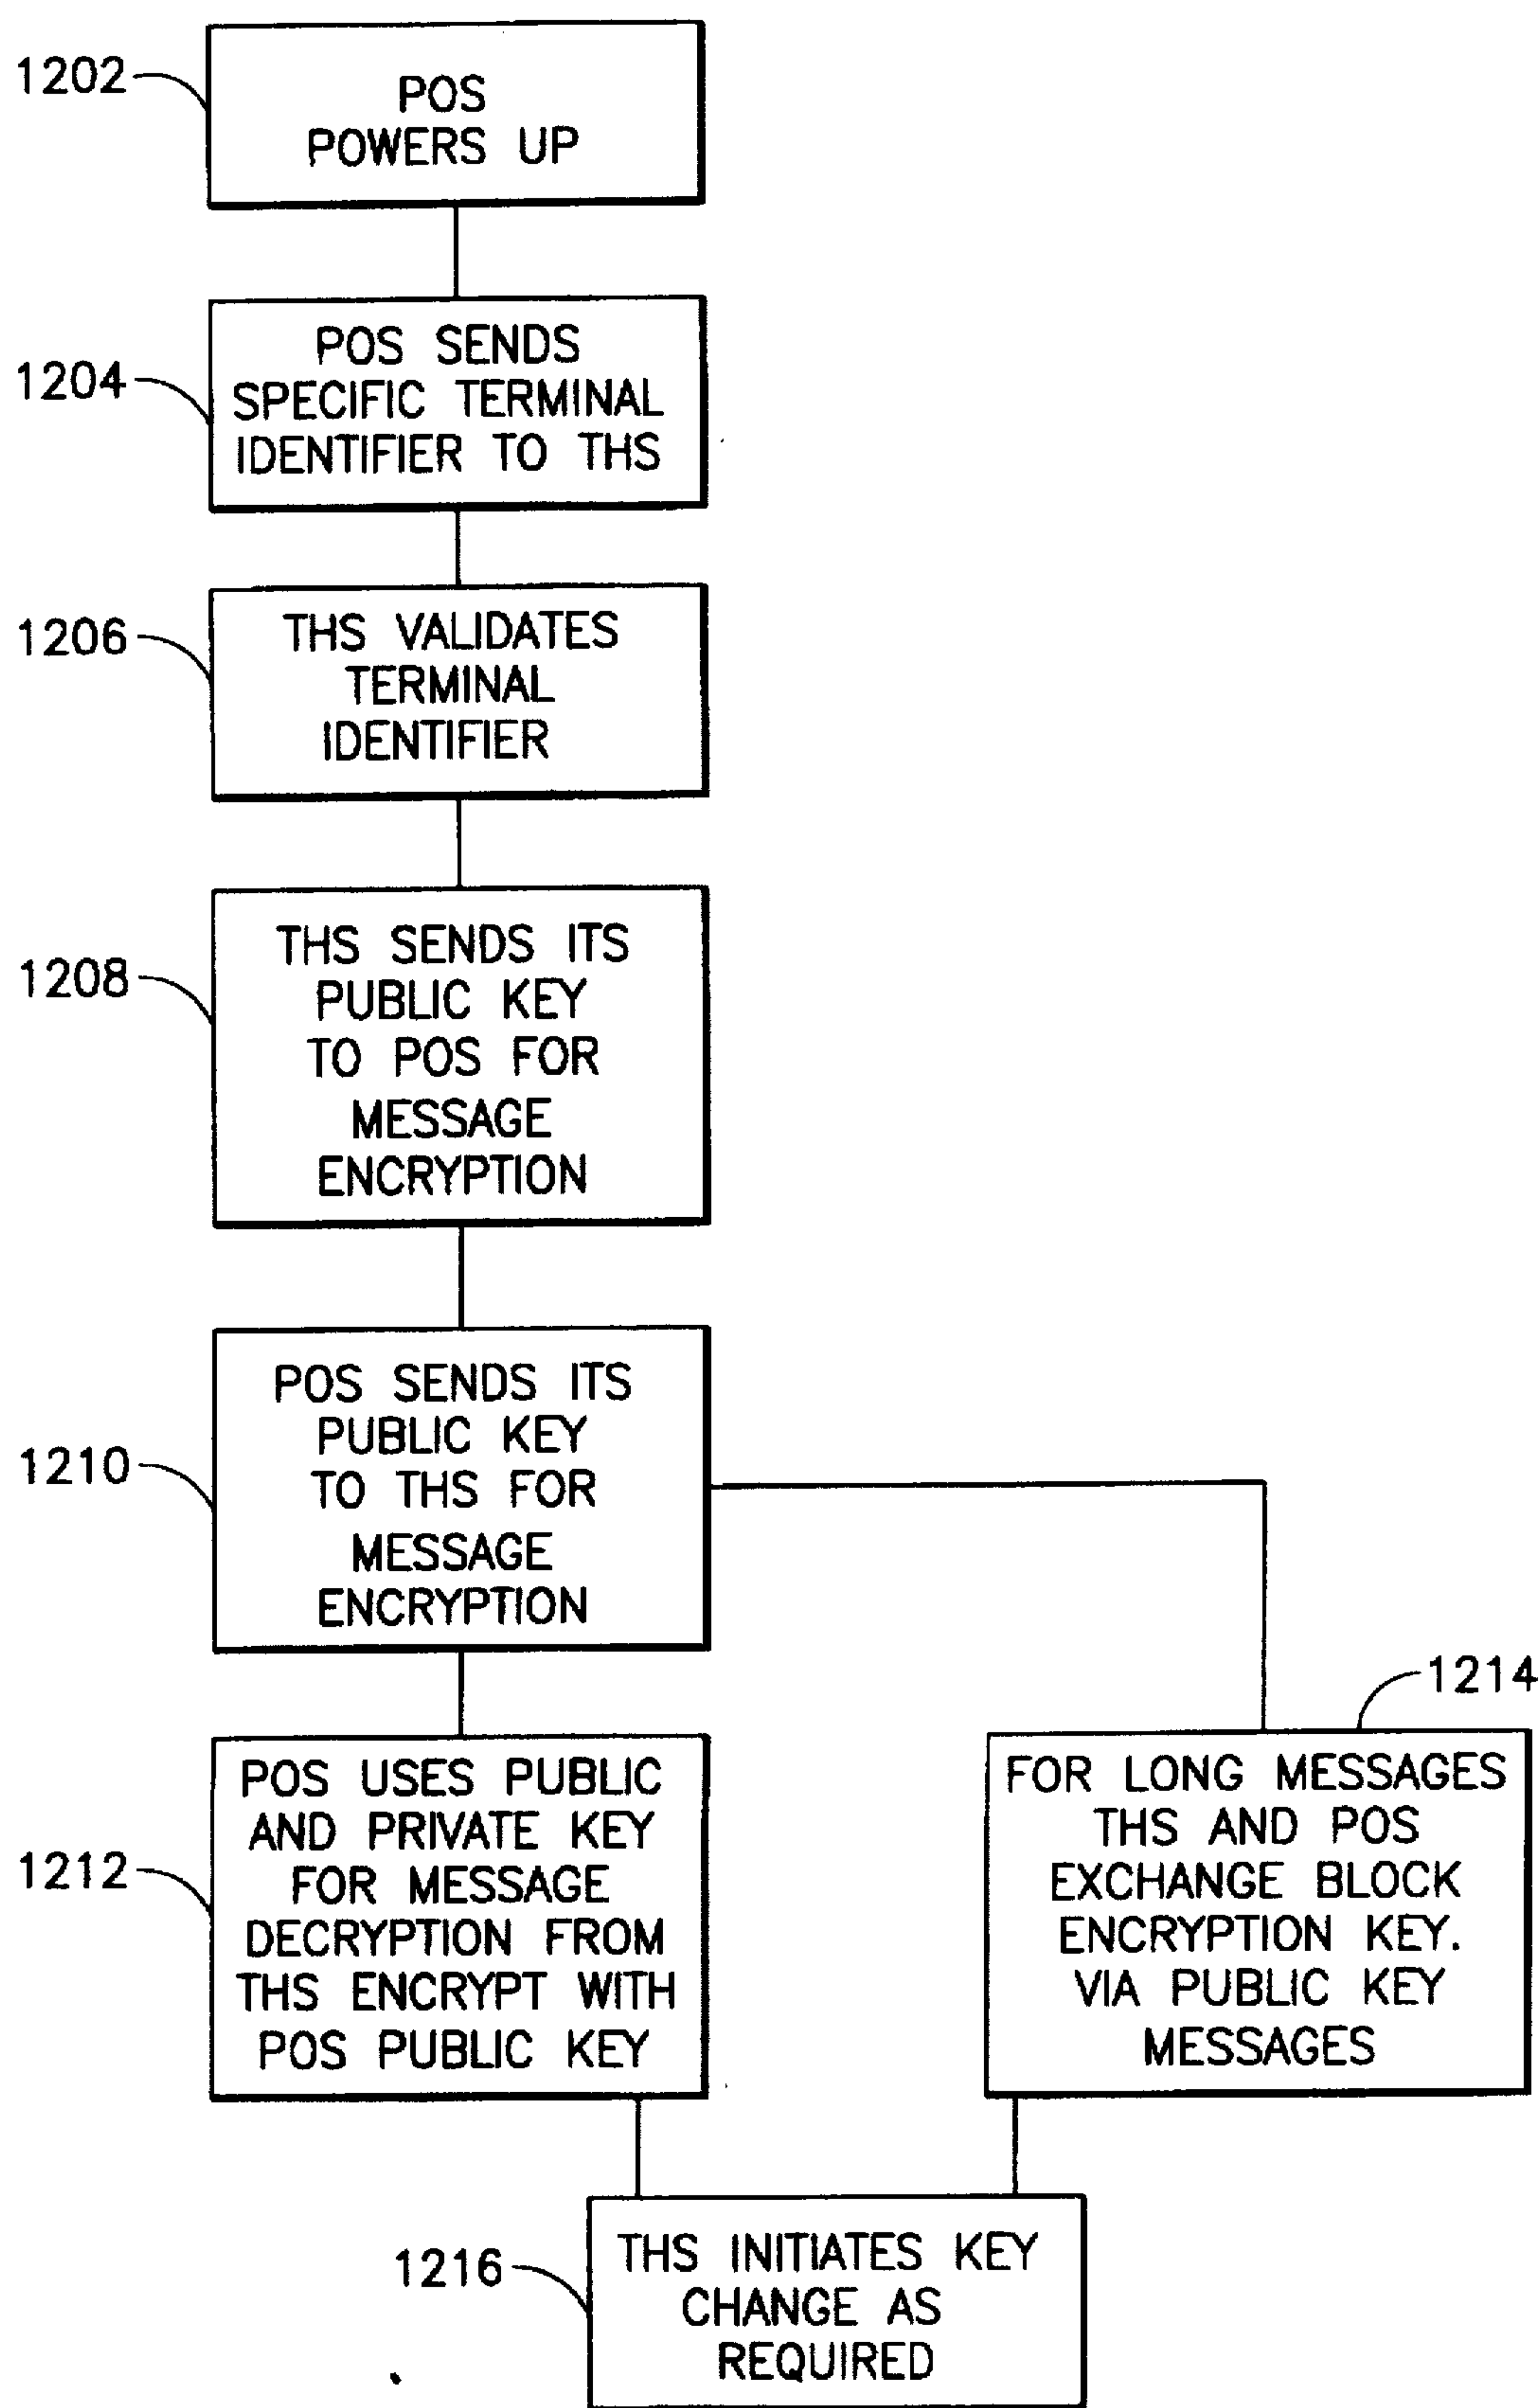 1202
POS
POWERS UP
1204
POS SENDS
SPECIFIC TERMINAL
IDENTIFIER TO THS
1206
THS VALIDATES
TERMINAL
IDENTIFIER
1208
THS SENDS ITS
PUBLIC KEY
TO POS FOR
MESSAGE
ENCRYPTION
1210
POS SENDS ITS
PUBLIC KEY
TO THS FOR
MESSAGE
ENCRYPTION
1212
POS USES PUBLIC
AND PRIVATE KEY
FOR MESSAGE
DECRYPTION FROM
THS ENCRYPT WITH
POS PUBLIC KEY
1214
FOR LONG MESSAGES
THS AND POS
EXCHANGE BLOCK
ENCRYPTION KEY.
VIA PUBLIC KEY
MESSAGES
1216
THS INITIATES KEY
CHANGE AS
REQUIRED